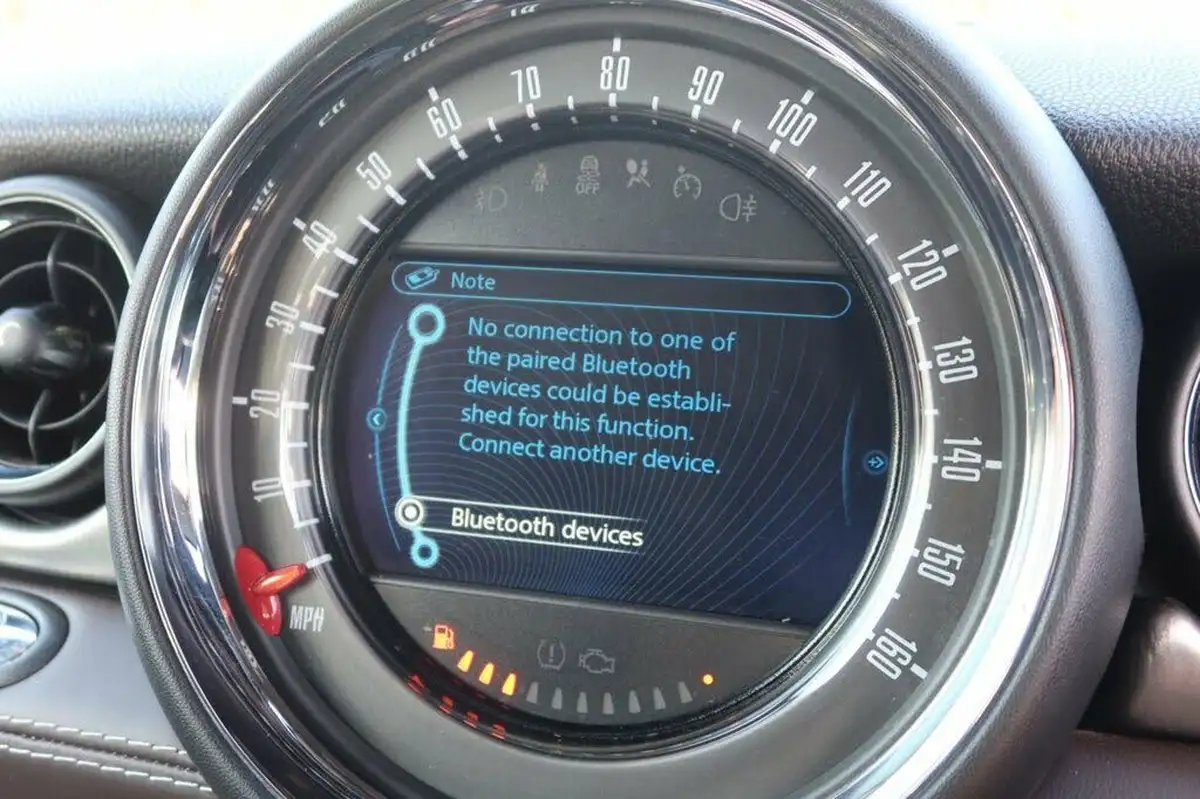 80
70
90
60
100
50
110
OFF
40
120
Note
30
No connection to one of
the paired Bluetooth
130
devices could be establi-
20
shed for this function.
Connect another device.
140
10
Bluetooth devices
150
MPH
160